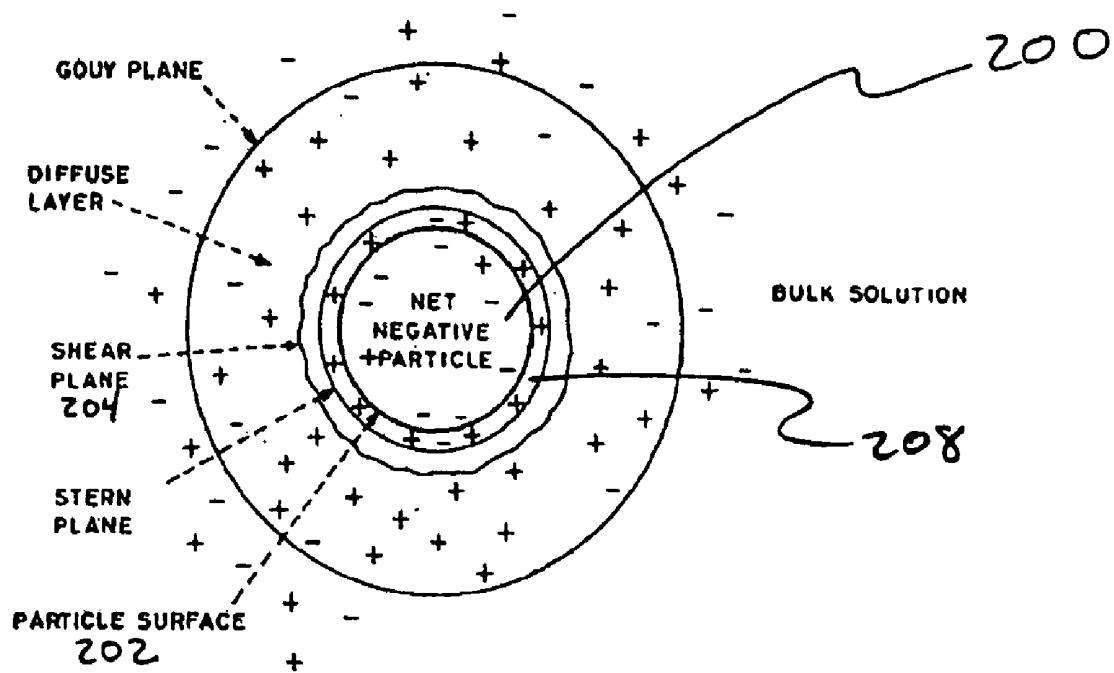 200
GOUY PLANE
DIFFUSE
LAYER
NET
NEGATIVE
PARTICLE
BULK SOLUTION
SHEAR
PLANE
204
208
STERN
PLANE
PARTICLE SURFACE
202